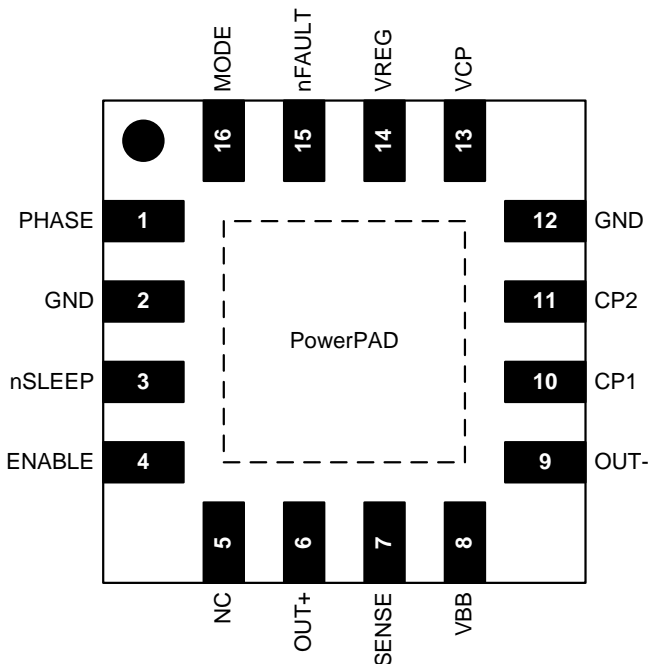 MODE
nFAULT
VREG
VCP
16
15
14
13
PHASE 1
12 GND
GND 2
11 CP2
PowerPAD
nSLEEP 3
10 CP1
ENABLE 4
9 OUT-
5
6
7
8
NC
OUT+
SENSE
VBB